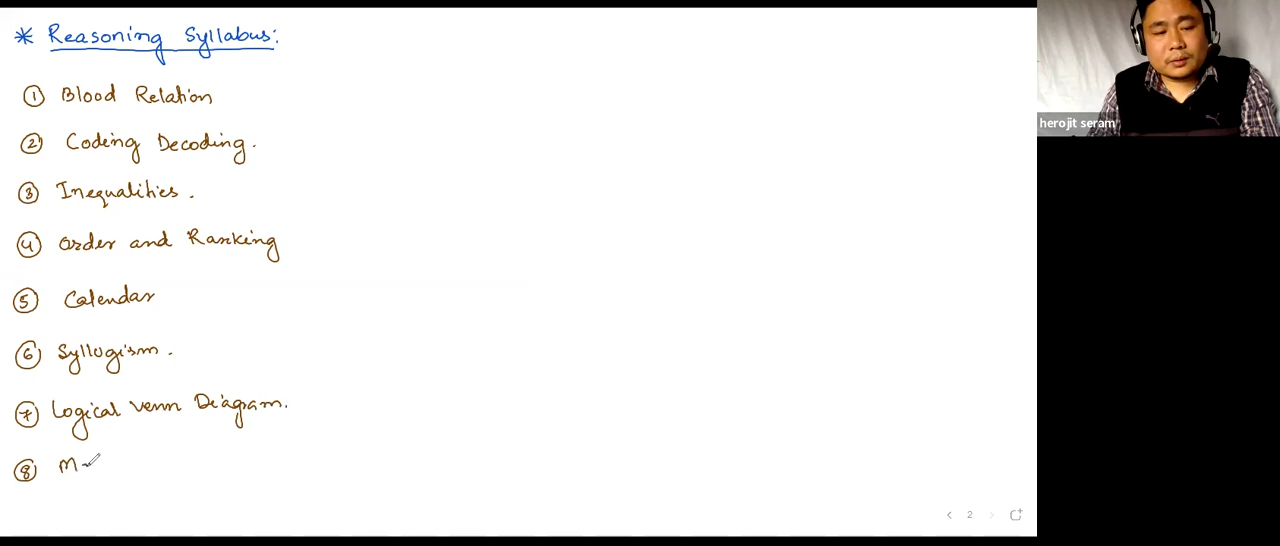 * Reasoning Syllabus:
① Blood Relation
② Coding Decoding.
③ Inequalities.
④ Order and Ranking
⑤ Calendar
⑥ Syllogism.
⑦ Logical Venn Diagram.
⑧ M
herojit seram
2